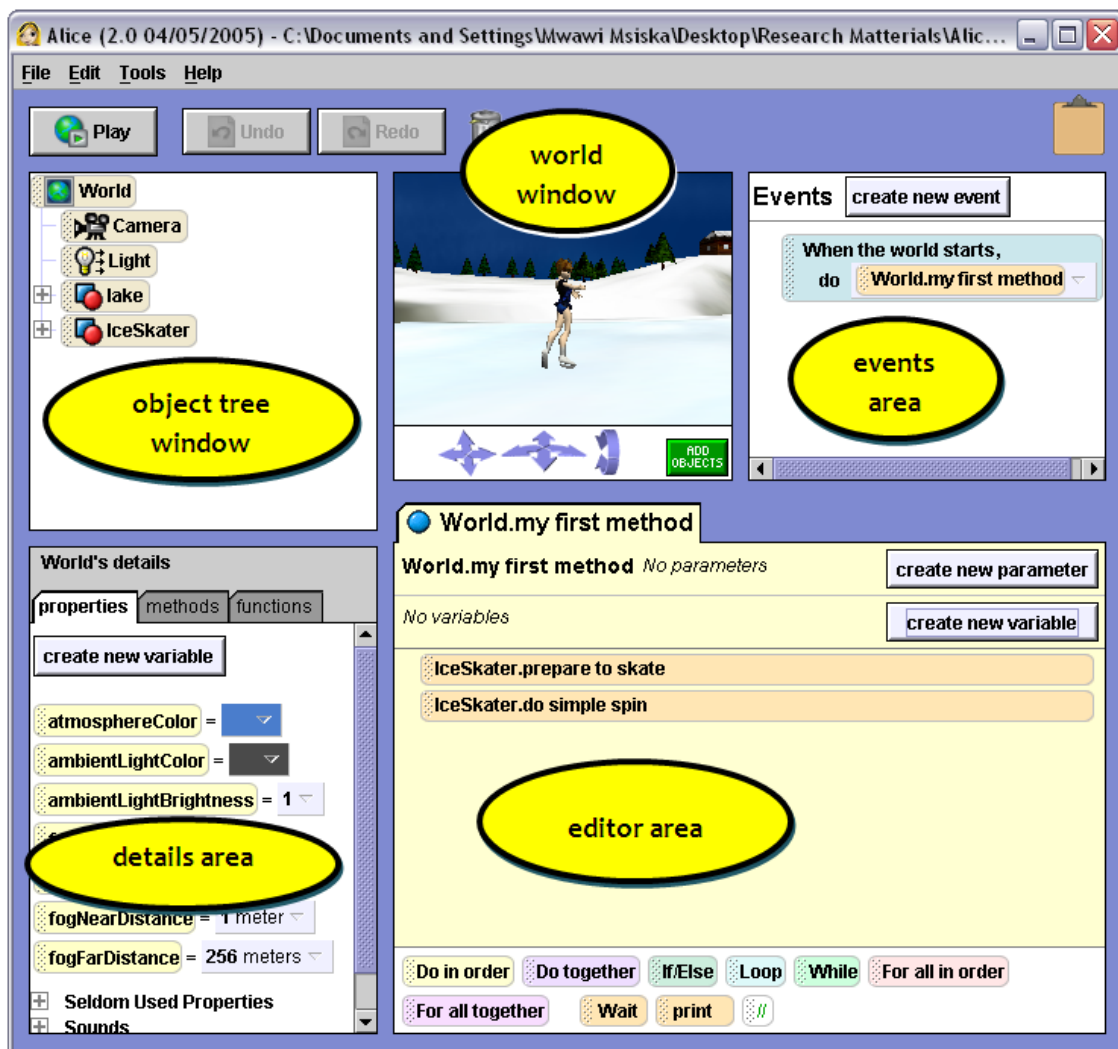 Alice (2.0 04/05/2005) - C:\Documents and Settings\Mwawi Msiska\Desktop\Research Matterials\Alic...
File Edit Tools Help
Play
Undo
Redo
world
window
World
Camera
Light
lake
IceSkater
object tree
window
ADD
OBJECTS
Events
create new event
When the world starts,
do World.my first method
events
area
World's details
properties methods functions
create new variable
atmosphereColor =
ambientLightColor =
ambientLightBrightness = 1
details area
fogNearDistance = 1 meter
fogFarDistance = 256 meters
Seldom Used Properties
Sounds
World.my first method
World.my first method No parameters
create new parameter
No variables
create new variable
IceSkater.prepare to skate
IceSkater.do simple spin
editor area
Do in order Do together If/Else Loop While For all in order
For all together Wait print //